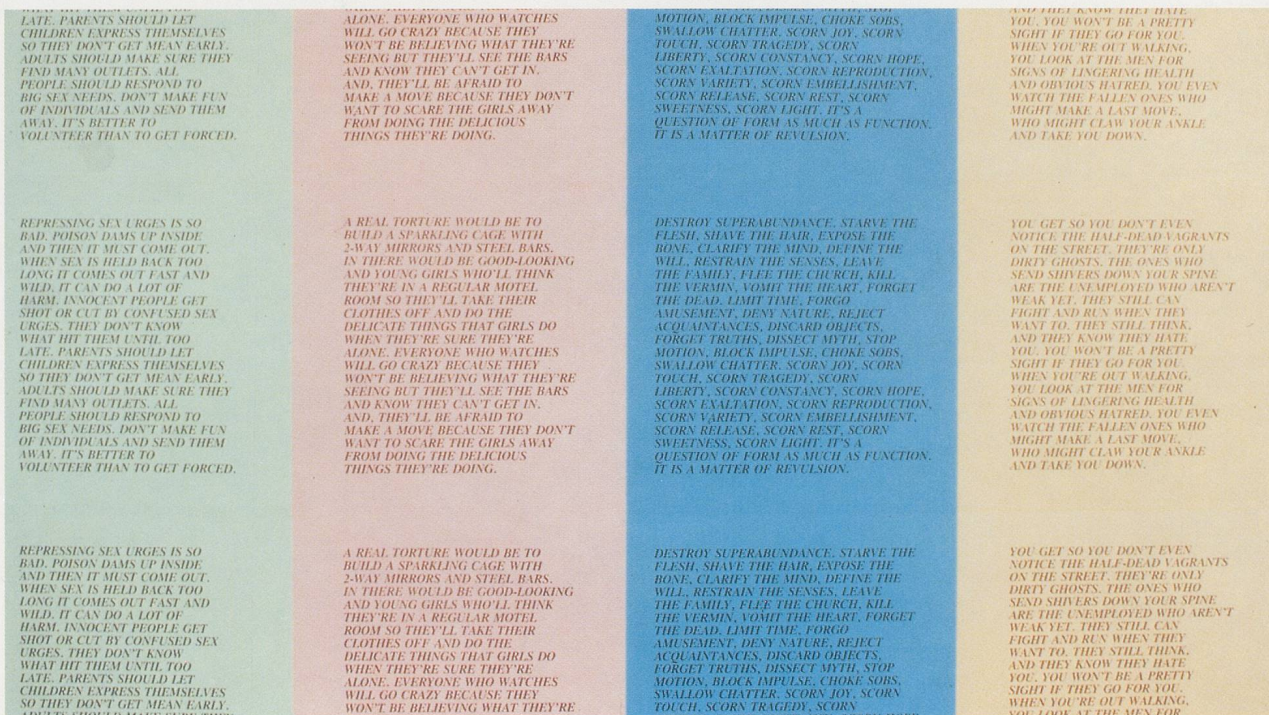 LATE. PARENTS SHOULD LET
CHILDREN EXPRESS THEMSELVES
SO THEY DON'T GET MEAN EARLY.
ADULTS SHOULD MAKE SURE THEY
FIND MANY OUTLETS. ALL
PEOPLE SHOULD RESPOND TO
BIG SEX NEEDS. DON'T MAKE FUN
OF INDIVIDUALS AND SEND THEM
AWAY. IT'S BETTER TO
VOLUNTEER THAN TO GET FORCED.
ALONE. EVERYONE WHO WATCHES
WILL GO CRAZY BECAUSE THEY
WON'T BE BELIEVING WHAT THEY'RE
SEEING BUT THEY'LL SEE THE BARS
AND KNOW THEY CAN'T GET IN.
AND, THEY'LL BE AFRAID TO
MAKE A MOVE BECAUSE THEY DON'T
WANT TO SCARE THE GIRLS AWAY
FROM DOING THE DELICIOUS
THINGS THEY'RE DOING.
MOTION, BLOCK IMPULSE, CHOKE SOBS,
SWALLOW CHATTER. SCORN JOY, SCORN
TOUCH, SCORN TRAGEDY, SCORN
LIBERTY, SCORN CONSTANCY, SCORN HOPE,
SCORN EXALTATION, SCORN REPRODUCTION,
SCORN VARIETY, SCORN EMBELLISHMENT,
SCORN RELEASE, SCORN REST, SCORN
SWEETNESS, SCORN LIGHT. IT'S A
QUESTION OF FORM AS MUCH AS FUNCTION.
IT IS A MATTER OF REVULSION.
AND THEY KNOW THEY HATE
YOU. YOU WON'T BE A PRETTY
SIGHT IF THEY GO FOR YOU.
WHEN YOU'RE OUT WALKING,
YOU LOOK AT THE MEN FOR
SIGNS OF LINGERING HEALTH
AND OBVIOUS HATRED. YOU EVEN
WATCH THE FALLEN ONES WHO
MIGHT MAKE A LAST MOVE,
WHO MIGHT CLAW YOUR ANKLE
AND TAKE YOU DOWN.
REPRESSING SEX URGES IS SO
BAD. POISON DAMS UP INSIDE
AND THEN IT MUST COME OUT.
WHEN SEX IS HELD BACK TOO
LONG IT COMES OUT FAST AND
WILD. IT CAN DO A LOT OF
HARM. INNOCENT PEOPLE GET
SHOT OR CUT BY CONFUSED SEX
URGES. THEY DON'T KNOW
WHAT HIT THEM UNTIL TOO
LATE. PARENTS SHOULD LET
CHILDREN EXPRESS THEMSELVES
SO THEY DON'T GET MEAN EARLY.
ADULTS SHOULD MAKE SURE THEY
FIND MANY OUTLETS. ALL
PEOPLE SHOULD RESPOND TO
BIG SEX NEEDS. DON'T MAKE FUN
OF INDIVIDUALS AND SEND THEM
AWAY. IT'S BETTER TO
VOLUNTEER THAN TO GET FORCED.
A REAL TORTURE WOULD BE TO
BUILD A SPARKLING CAGE WITH
2-WAY MIRRORS AND STEEL BARS.
IN THERE WOULD BE GOOD-LOOKING
AND YOUNG GIRLS WHO'LL THINK
THEY'RE IN A REGULAR MOTEL
ROOM SO THEY'LL TAKE THEIR
CLOTHES OFF AND DO THE
DELICATE THINGS THAT GIRLS DO
WHEN THEY'RE SURE THEY'RE
ALONE. EVERYONE WHO WATCHES
WILL GO CRAZY BECAUSE THEY
WON'T BE BELIEVING WHAT THEY'RE
SEEING BUT THEY'LL SEE THE BARS
AND KNOW THEY CAN'T GET IN.
AND, THEY'LL BE AFRAID TO
MAKE A MOVE BECAUSE THEY DON'T
WANT TO SCARE THE GIRLS AWAY
FROM DOING THE DELICIOUS
THINGS THEY'RE DOING.
DESTROY SUPERABUNDANCE. STARVE THE
FLESH, SHAVE THE HAIR, EXPOSE THE
BONE, CLARIFY THE MIND, DEFINE THE
WILL, RESTRAIN THE SENSES, LEAVE
THE FAMILY, FLEE THE CHURCH, KILL
THE VERMIN, VOMIT THE HEART, FORGET
THE DEAD. LIMIT TIME, FORGO
AMUSEMENT, DENY NATURE, REJECT
ACQUAINTANCES, DISCARD OBJECTS,
FORGET TRUTHS, DISSECT MYTH, STOP
MOTION, BLOCK IMPULSE, CHOKE SOBS,
SWALLOW CHATTER. SCORN JOY, SCORN
TOUCH, SCORN TRAGEDY, SCORN
LIBERTY, SCORN CONSTANCY, SCORN HOPE,
SCORN EXALTATION, SCORN REPRODUCTION,
SCORN VARIETY, SCORN EMBELLISHMENT,
SCORN RELEASE, SCORN REST, SCORN
SWEETNESS, SCORN LIGHT. IT'S A
QUESTION OF FORM AS MUCH AS FUNCTION.
IT IS A MATTER OF REVULSION.
YOU GET SO YOU DON'T EVEN
NOTICE THE HALF-DEAD VAGRANTS
ON THE STREET. THEY'RE ONLY
DIRTY GHOSTS. THE ONES WHO
SEND SHIVERS DOWN YOUR SPINE
ARE THE UNEMPLOYED WHO AREN'T
WEAK YET. THEY STILL CAN
FIGHT AND RUN WHEN THEY
WANT TO. THEY STILL THINK,
AND THEY KNOW THEY HATE
YOU. YOU WON'T BE A PRETTY
SIGHT IF THEY GO FOR YOU.
WHEN YOU'RE OUT WALKING,
YOU LOOK AT THE MEN FOR
SIGNS OF LINGERING HEALTH
AND OBVIOUS HATRED. YOU EVEN
WATCH THE FALLEN ONES WHO
MIGHT MAKE A LAST MOVE,
WHO MIGHT CLAW YOUR ANKLE
AND TAKE YOU DOWN.
REPRESSING SEX URGES IS SO
BAD. POISON DAMS UP INSIDE
AND THEN IT MUST COME OUT.
WHEN SEX IS HELD BACK TOO
LONG IT COMES OUT FAST AND
WILD. IT CAN DO A LOT OF
HARM. INNOCENT PEOPLE GET
SHOT OR CUT BY CONFUSED SEX
URGES. THEY DON'T KNOW
WHAT HIT THEM UNTIL TOO
LATE. PARENTS SHOULD LET
CHILDREN EXPRESS THEMSELVES
SO THEY DON'T GET MEAN EARLY.
A REAL TORTURE WOULD BE TO
BUILD A SPARKLING CAGE WITH
2-WAY MIRRORS AND STEEL BARS.
IN THERE WOULD BE GOOD-LOOKING
AND YOUNG GIRLS WHO'LL THINK
THEY'RE IN A REGULAR MOTEL
ROOM SO THEY'LL TAKE THEIR
CLOTHES OFF AND DO THE
DELICATE THINGS THAT GIRLS DO
WHEN THEY'RE SURE THEY'RE
ALONE. EVERYONE WHO WATCHES
WILL GO CRAZY BECAUSE THEY
WON'T BE BELIEVING WHAT THEY'RE
DESTROY SUPERABUNDANCE. STARVE THE
FLESH, SHAVE THE HAIR, EXPOSE THE
BONE, CLARIFY THE MIND, DEFINE THE
WILL, RESTRAIN THE SENSES, LEAVE
THE FAMILY, FLEE THE CHURCH, KILL
THE VERMIN, VOMIT THE HEART, FORGET
THE DEAD. LIMIT TIME, FORGO
AMUSEMENT, DENY NATURE, REJECT
ACQUAINTANCES, DISCARD OBJECTS,
FORGET TRUTHS, DISSECT MYTH, STOP
MOTION, BLOCK IMPULSE, CHOKE SOBS,
SWALLOW CHATTER. SCORN JOY, SCORN
TOUCH, SCORN TRAGEDY, SCORN
YOU GET SO YOU DON'T EVEN
NOTICE THE HALF-DEAD VAGRANTS
ON THE STREET. THEY'RE ONLY
DIRTY GHOSTS. THE ONES WHO
SEND SHIVERS DOWN YOUR SPINE
ARE THE UNEMPLOYED WHO AREN'T
WEAK YET. THEY STILL CAN
FIGHT AND RUN WHEN THEY
WANT TO. THEY STILL THINK,
AND THEY KNOW THEY HATE
YOU. YOU WON'T BE A PRETTY
SIGHT IF THEY GO FOR YOU.
WHEN YOU'RE OUT WALKING,
YOU LOOK AT THE MEN FOR